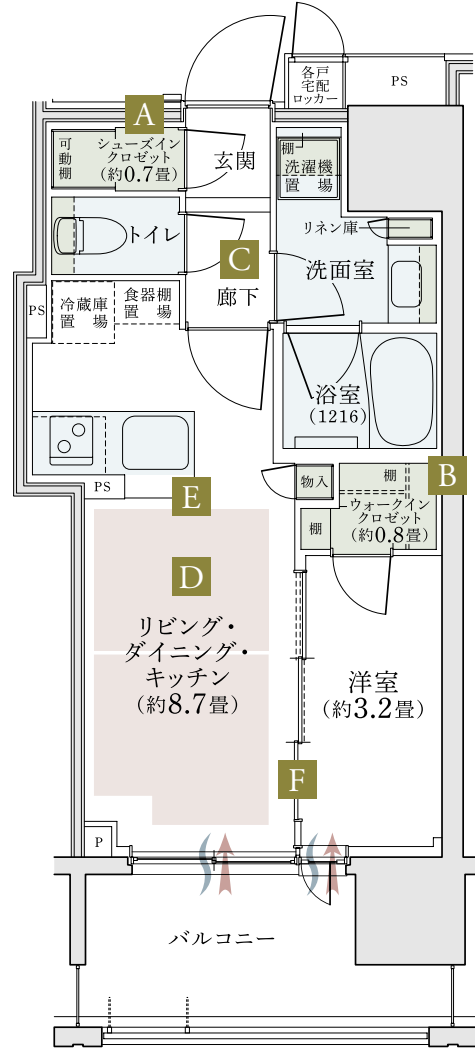 各戸
宅配
ロッカー
PS
A
可動棚
シューズイン
クロゼット
(約0.7畳)
玄関
棚
洗濯機
置場
リネン庫
トイレ
C
廊下
洗面室
PS
冷蔵庫
置場
食器棚
置場
浴室
(1216)
PS
E
物入
棚
B
ウォークイン
クロゼット
(約0.8畳)
棚
D
リビング・
ダイニング・
キッチン
(約8.7畳)
洋室
(約3.2畳)
F
P
バルコニー